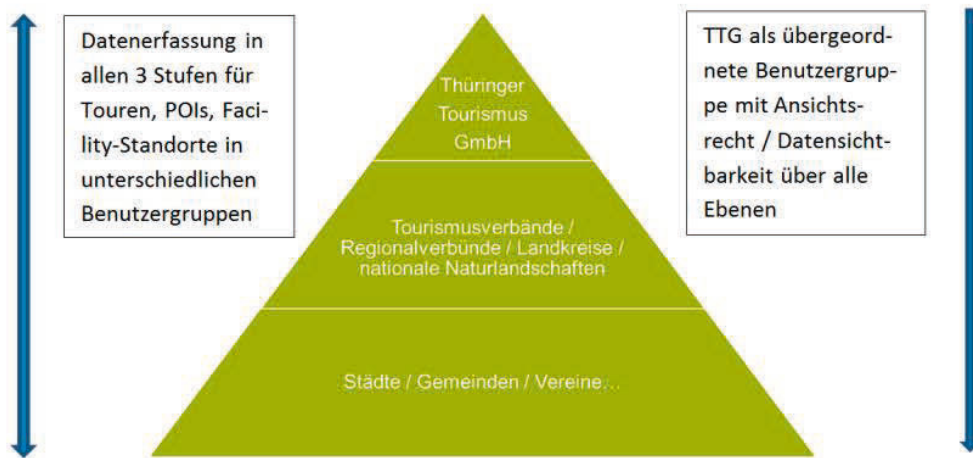 Datenerfassung in
allen 3 Stufen für
Touren, POIs, Faci-
lity-Standorte in
unterschiedlichen
Benutzergruppen
Thüringer
Tourismus
GmbH
Tourismusverbände /
Regionalverbünde / Landkreise /
nationale Naturlandschaften
Städte / Gemeinden / Vereine…
TTG als übergeord-
nete Benutzergrup-
pe mit Ansichts-
recht / Datensicht-
barkeit über alle
Ebenen